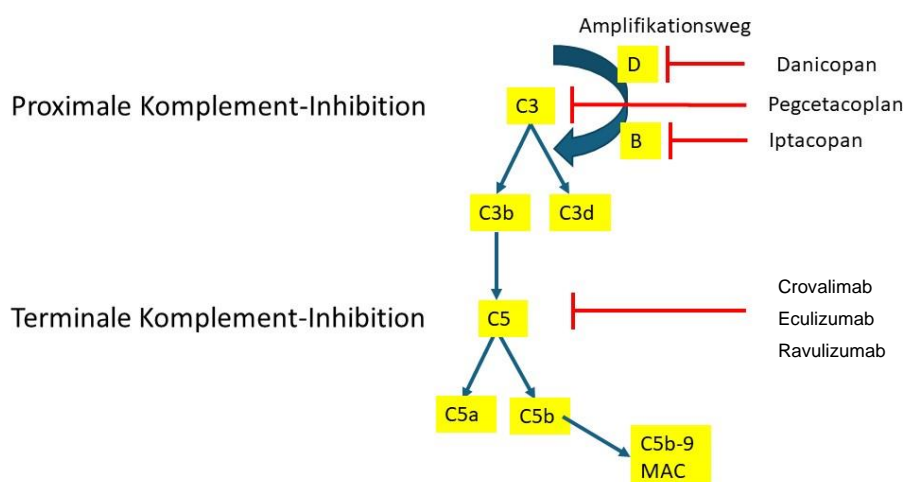 Amplifikationsweg
D
Danicopan
Proximale Komplement-Inhibition
C3
Pegcetacoplan
B
Iptacopan
C3b
C3d
Terminale Komplement-Inhibition
C5
Crovalimab
Eculizumab
Ravulizumab
C5a
C5b
C5b-9
MAC